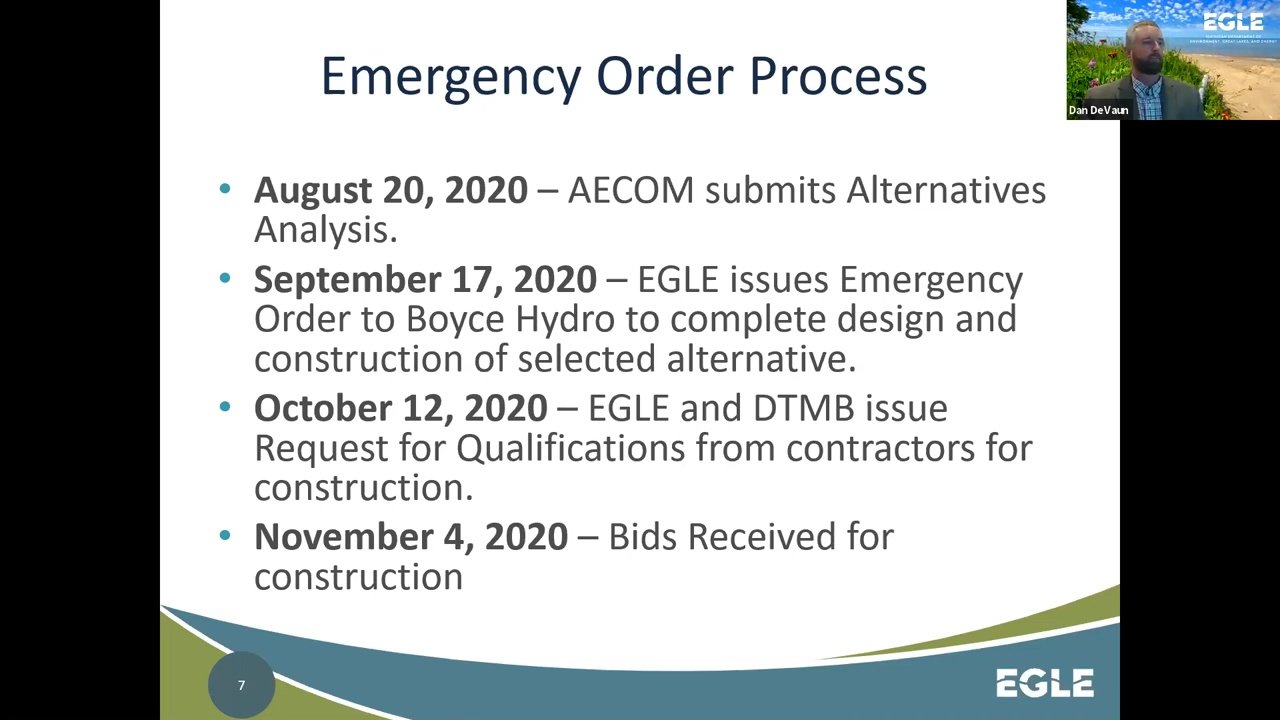 Emergency Order Process
EGLE
Dan DeVaun
• August 20, 2020 – AECOM submits Alternatives
Analysis.
• September 17, 2020 – EGLE issues Emergency
Order to Boyce Hydro to complete design and
construction of selected alternative.
• October 12, 2020 – EGLE and DTMB issue
Request for Qualifications from contractors for
construction.
• November 4, 2020 – Bids Received for
construction
7
EGLE